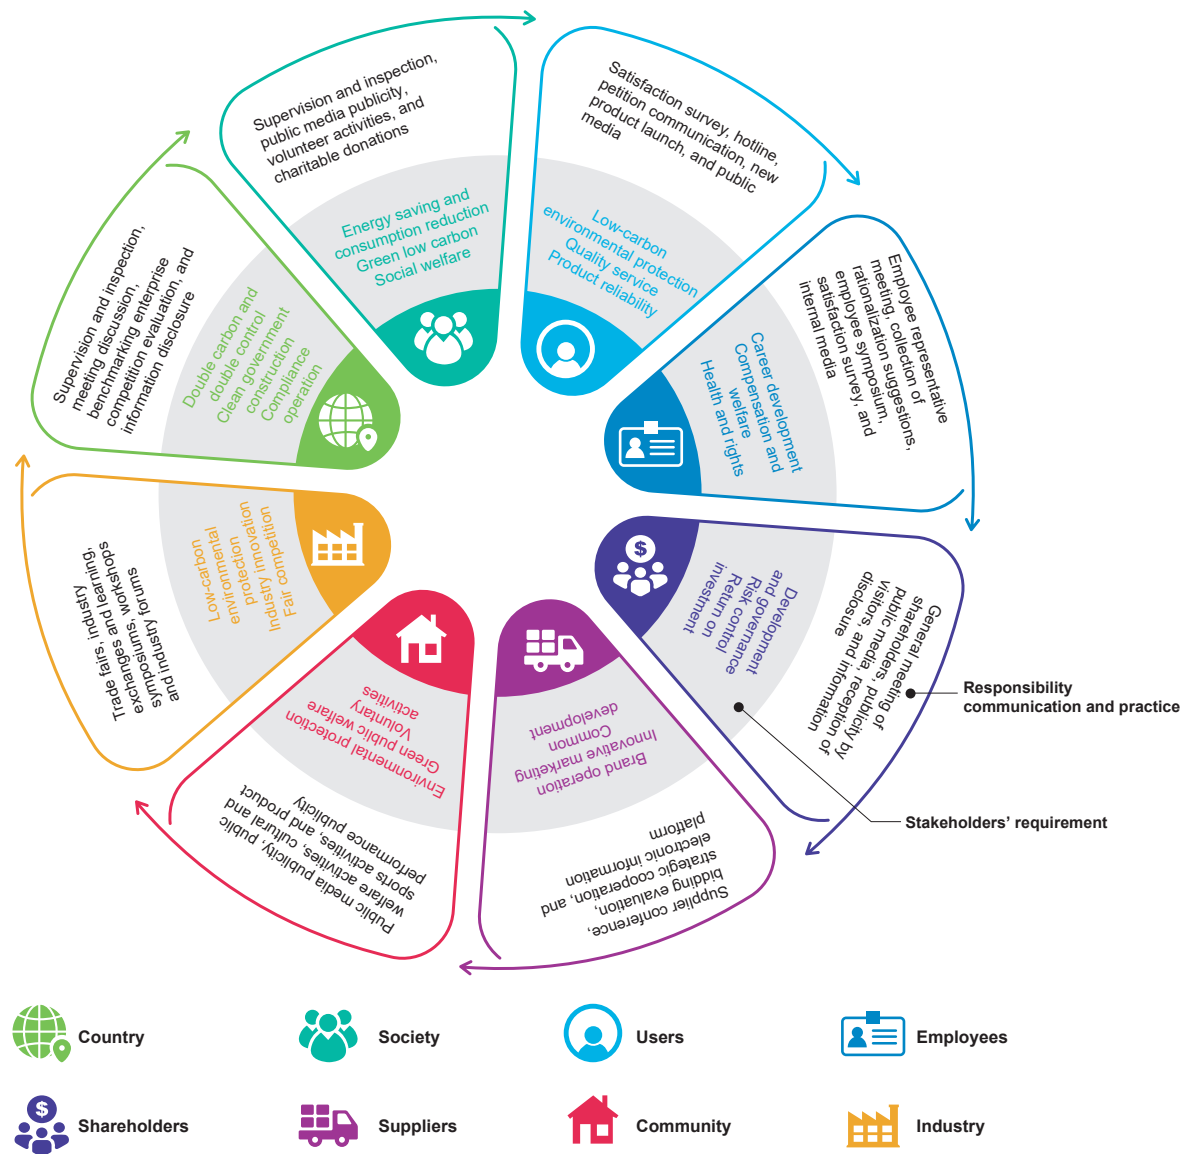 Supervision and inspection,
public media publicity,
volunteer activities, and
charitable donations
Energy saving and
consumption reduction
Green low carbon
Social welfare
Satisfaction survey, hotline,
petition communication, new
product launch, and public
media
Low-carbon
environmental protection
Quality service
Product reliability
Employee representative
meeting, collection of
rationalization suggestions,
employee symposium,
satisfaction survey, and
internal media
Career development
Compensation and
welfare
Health and rights
General meeting of
shareholders, publicity by
public media, reception of
visitors, and information
disclosure
Development
and governance
Risk control
Return on
investment
Responsibility
communication and practice
Stakeholders’ requirement
Supplier conference,
bidding evaluation,
strategic cooperation, and
electronic information
platform
Brand operation
Innovative marketing
Common
development
Public media publicity, public
welfare activities, cultural and
sports activities, and product
performance publicity
Environmental protection
Green public welfare
Voluntary
activities
Trade fairs, industry
exchanges and learning,
symposiums, workshops
and industry forums
Low-carbon
environmental
protection
Industry innovation
Fair competition
Supervision and inspection,
meeting discussion,
benchmarking enterprise
competition evaluation, and
information disclosure
Double carbon and
double control
Clean government
construction
Compliance
operation
Country
Society
Users
Employees
Shareholders
Suppliers
Community
Industry